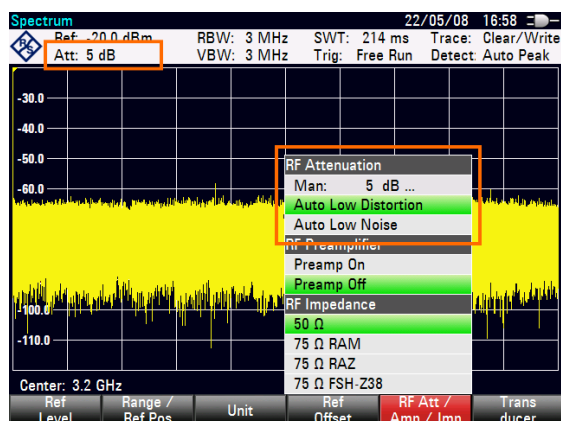 Spectrum 22/05/08 16:58
Ref: -20.0 dBm RBW: 3 MHz SWT: 214 ms Trace: Clear/Write
Att: 5 dB VBW: 3 MHz Trig: Free Run Detect: Auto Peak
-30.0
-40.0
-50.0
-60.0
-100.0
-110.0
RF Attenuation
Man: 5 dB ...
Auto Low Distortion
Auto Low Noise
RF Preamplifier
Preamp On
Preamp Off
RF Impedance
50 Ω
75 Ω RAM
75 Ω RAZ
75 Ω FSH-Z38
Center: 3.2 GHz
Ref Level
Range / Ref Pos
Unit
Ref Offset
RF Att / Amp / Imp
Trans ducer